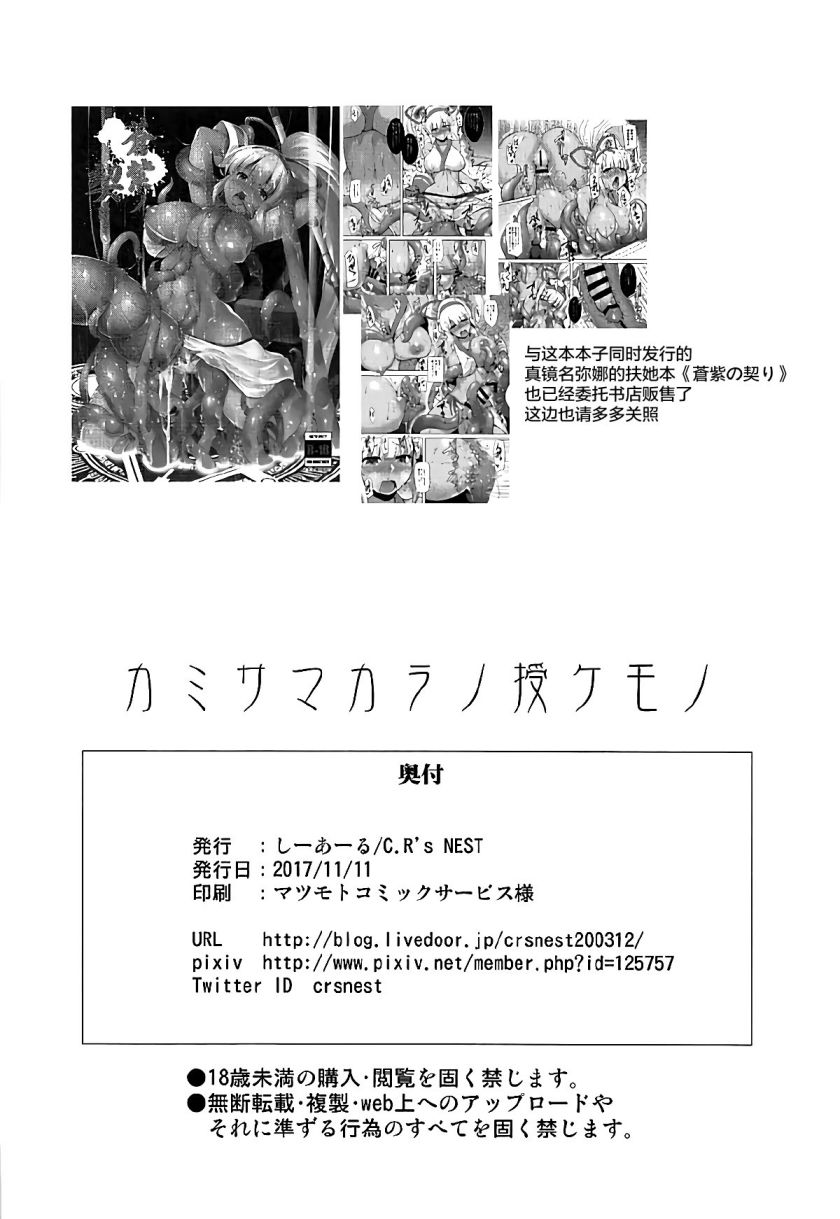 与这本本子同时发行的
真镜名弥娜的扶她本《蒼紫の契り》
也已经委托书店贩售了
这边也请多多关照
カミサマカラノ授ケモノ
奥付
発行　：しーあーる/C.R's NEST
発行日：2017/11/11
印刷　：マツモトコミックサービス様
URL　http://blog.livedoor.jp/crsnest200312/
pixiv　http://www.pixiv.net/member.php?id=125757
Twitter ID　crsnest
●18歳未満の購入・閲覧を固く禁じます。
●無断転載・複製・web上へのアップロードや
それに準ずる行為のすべてを固く禁じます。